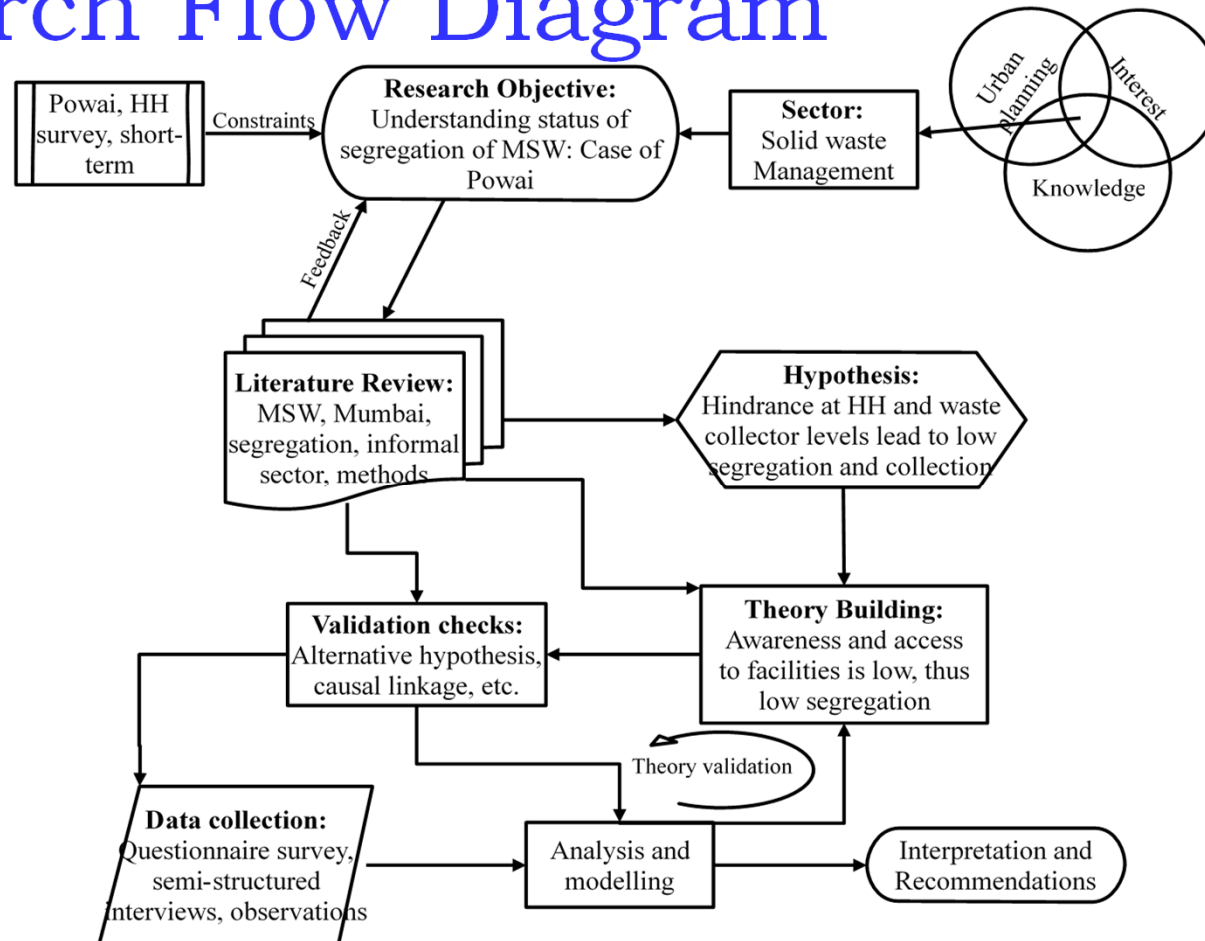 rch Flow Diagram
Powai, HH
survey, short-
term
Constraints
Research Objective:
Understanding status of
segregation of MSW: Case of
Powai
Sector:
Solid waste
Management
Urban
planning
Interest
Knowledge
Feedback
Literature Review:
MSW, Mumbai,
segregation, informal
sector, methods
Hypothesis:
Hindrance at HH and waste
collector levels lead to low
segregation and collection
Validation checks:
Alternative hypothesis,
causal linkage, etc.
Theory Building:
Awareness and access
to facilities is low, thus
low segregation
Theory validation
Data collection:
Questionnaire survey,
semi-structured
interviews, observations
Analysis and
modelling
Interpretation and
Recommendations